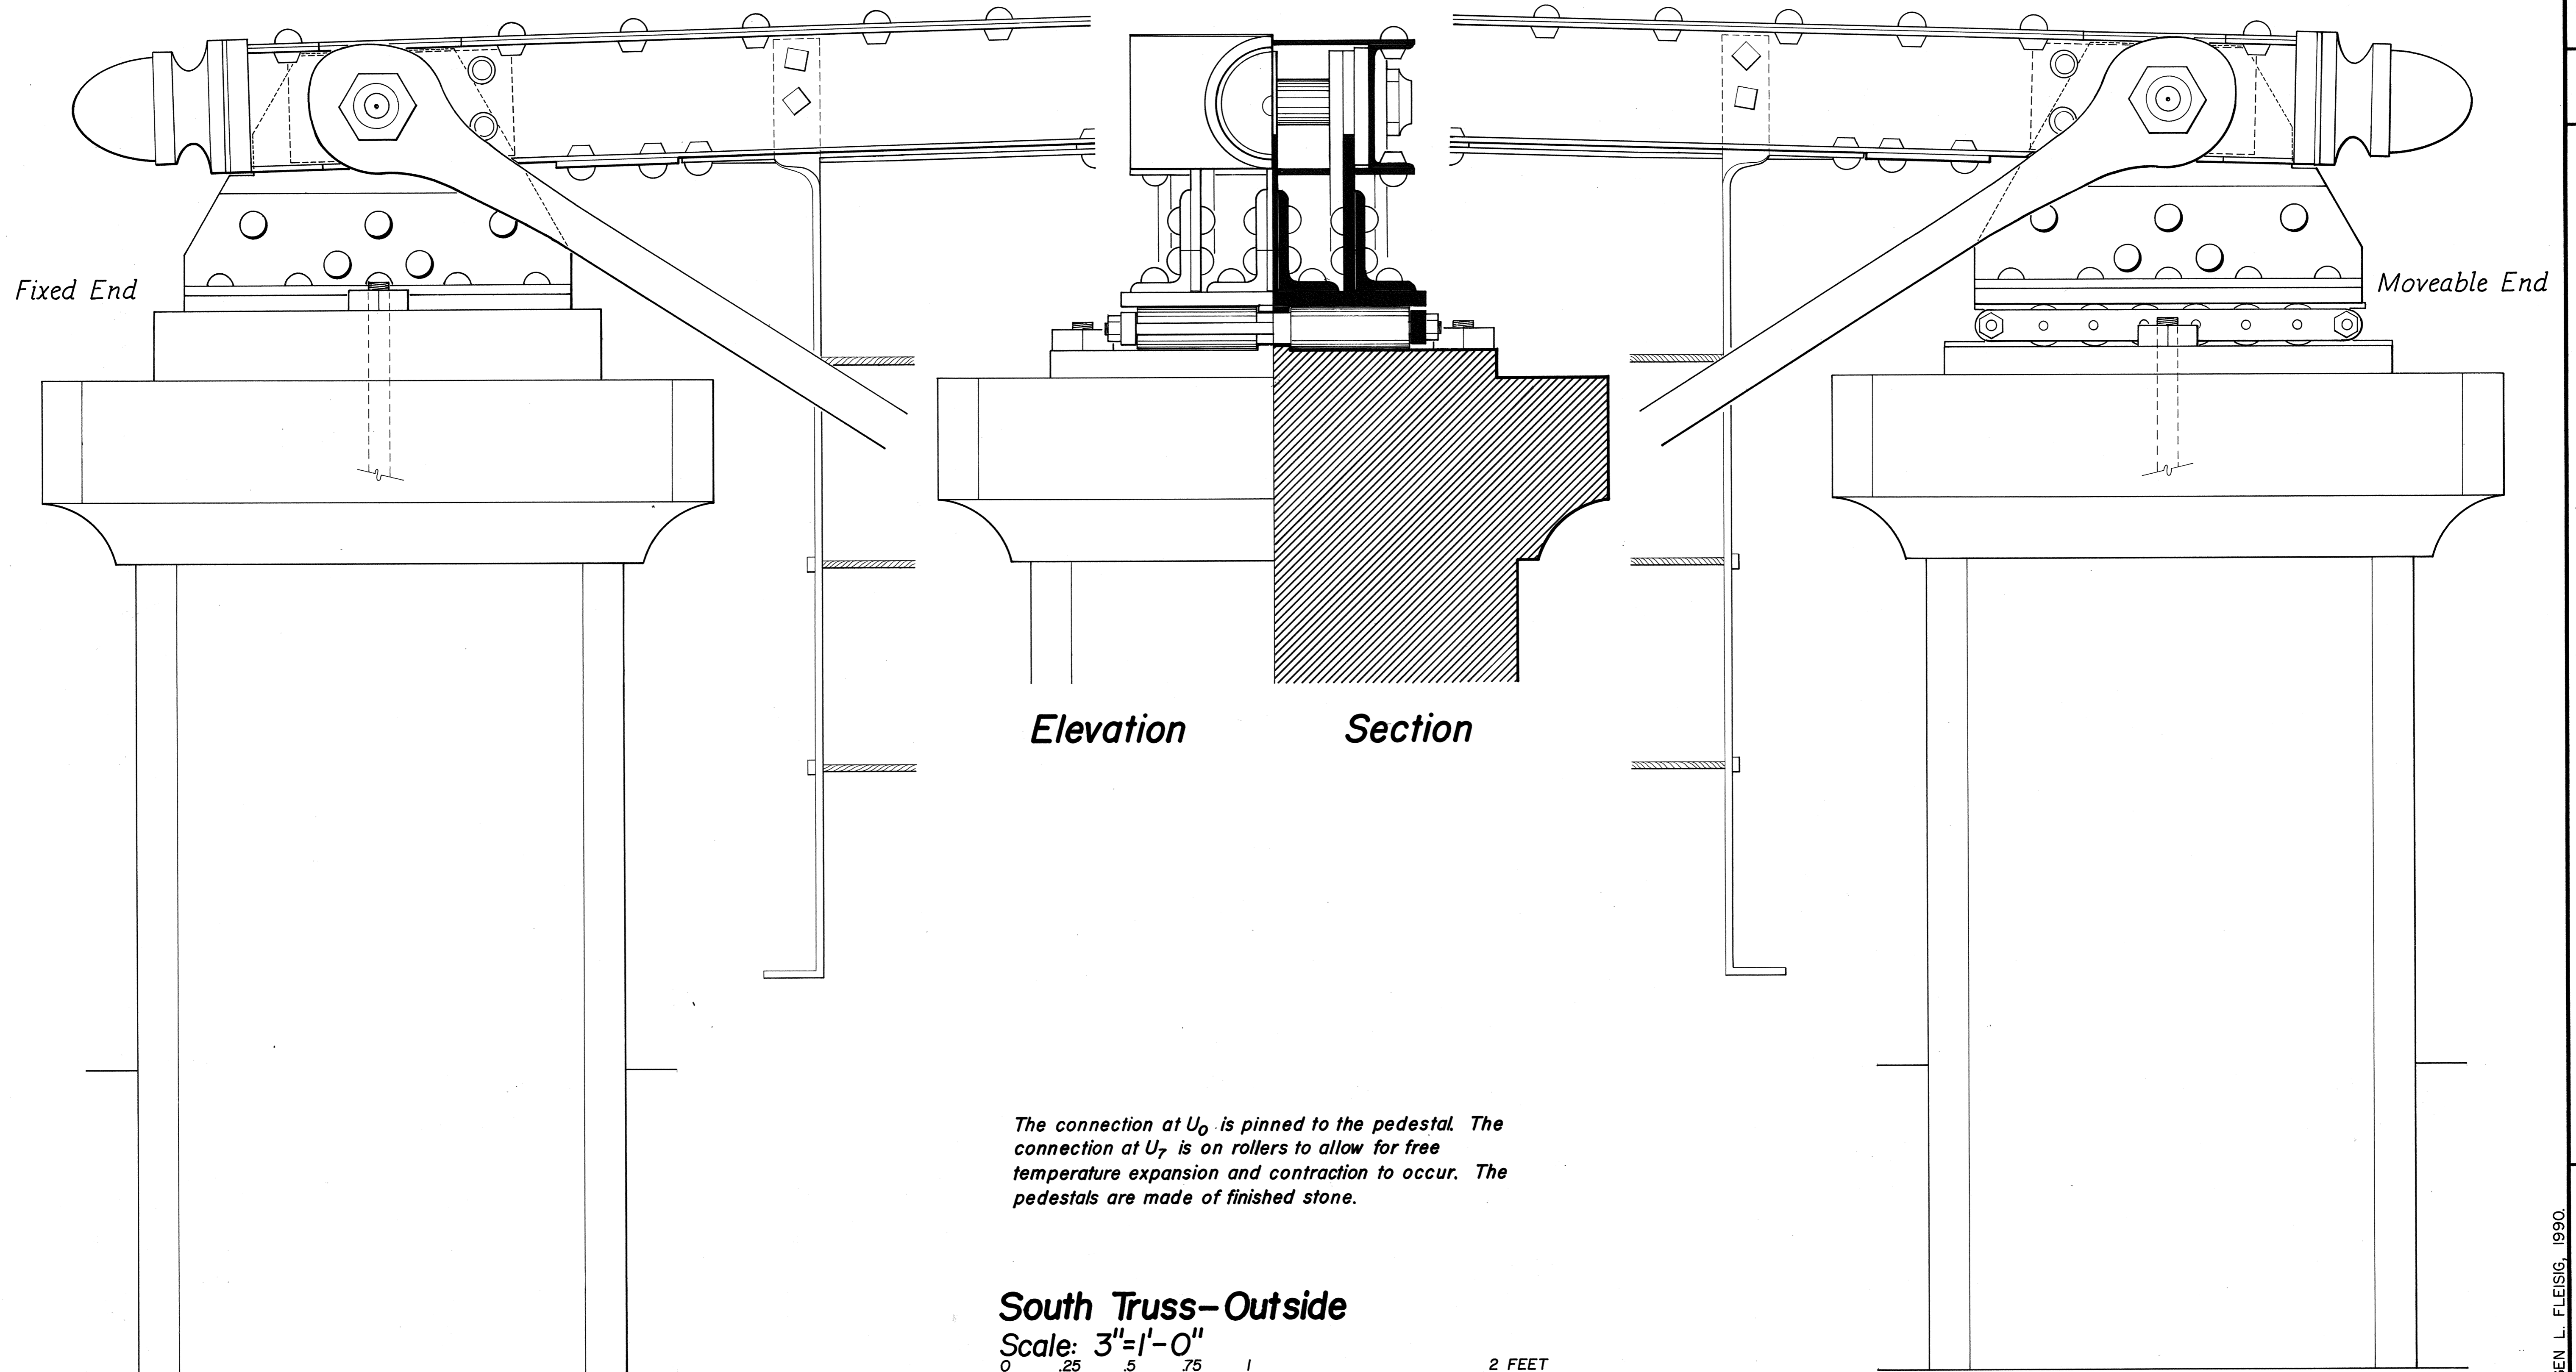 Fixed End
Moveable End
Elevation
Section
The connection at U₀ is pinned to the pedestal. The
connection at U₇ is on rollers to allow for free
temperature expansion and contraction to occur. The
pedestals are made of finished stone.
South Truss-Outside
Scale: 3"=1'-0"
0 .25 .5 .75 1 2 FEET
L. FLEISIG, 1990.